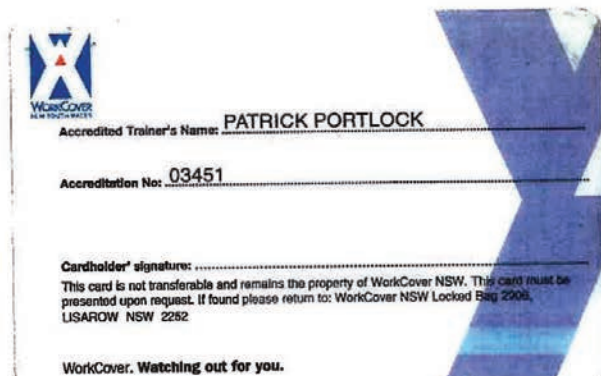 WORKCOVER
NEW SOUTH WALES
Accredited Trainer's Name: PATRICK PORTLOCK
Accreditation No: 03451
Cardholder' signature:
This card is not transferable and remains the property of WorkCover NSW. This card must be
presented upon request. If found please return to: WorkCover NSW Locked Bag 2906,
LISAROW NSW 2252
WorkCover. Watching out for you.